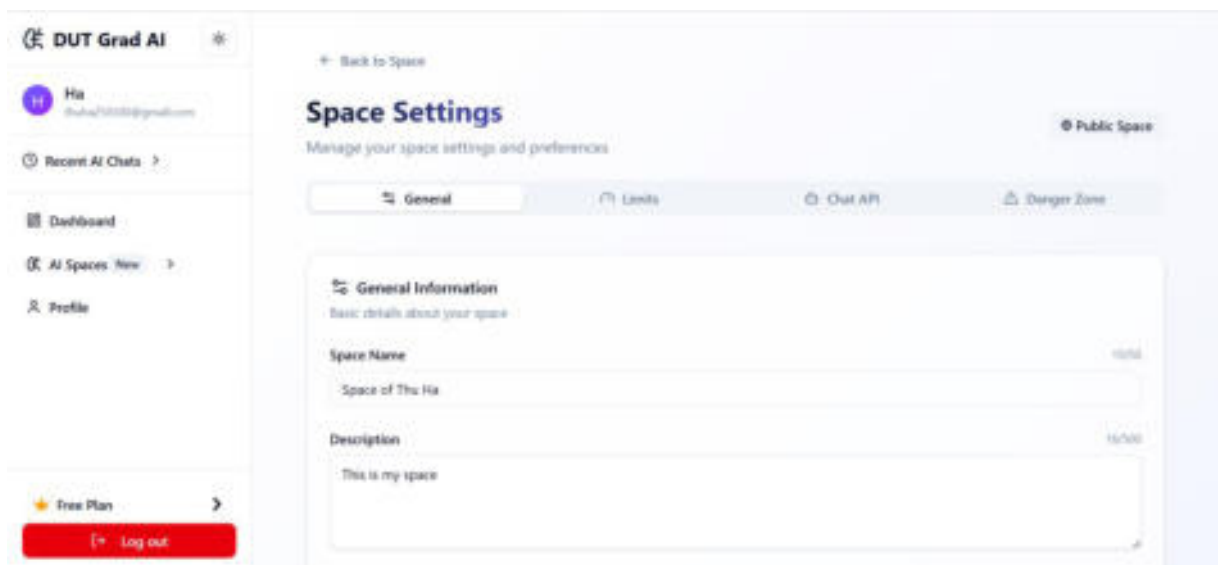 DUT Grad AI
H
Ha
Recent AI Chats
Dashboard
AI Spaces New
Profile
Free Plan
Log out
Back to Space
Space Settings
Manage your space settings and preferences
Public Space
General
Limits
Chat API
Danger Zone
General Information
Basic details about your space
Space Name
Space of Thu Ha
Description
This is my space